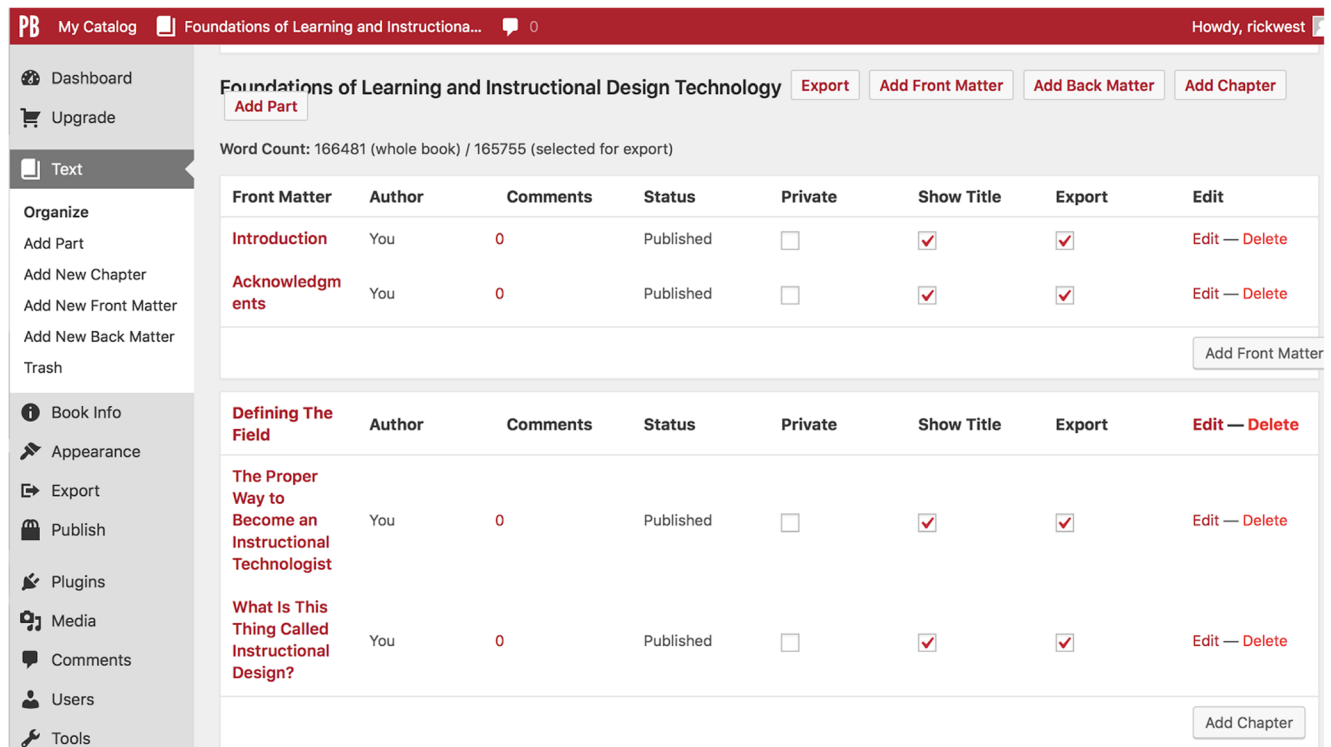 PB My Catalog Foundations of Learning and Instructiona... 0 Howdy, rickwest
Dashboard
Upgrade
Text
Organize
Add Part
Add New Chapter
Add New Front Matter
Add New Back Matter
Trash
Book Info
Appearance
Export
Publish
Plugins
Media
Comments
Users
Tools
Foundations of Learning and Instructional Design Technology Export Add Front Matter Add Back Matter Add Chapter
Add Part
Word Count: 166481 (whole book) / 165755 (selected for export)
Front Matter Author Comments Status Private Show Title Export Edit
Introduction You 0 Published Edit — Delete
Acknowledgm
ents You 0 Published Edit — Delete
Add Front Matter
Defining The
Field Author Comments Status Private Show Title Export Edit — Delete
The Proper
Way to
Become an You 0 Published Edit — Delete
Instructional
Technologist
What Is This
Thing Called
Instructional You 0 Published Edit — Delete
Design?
Add Chapter